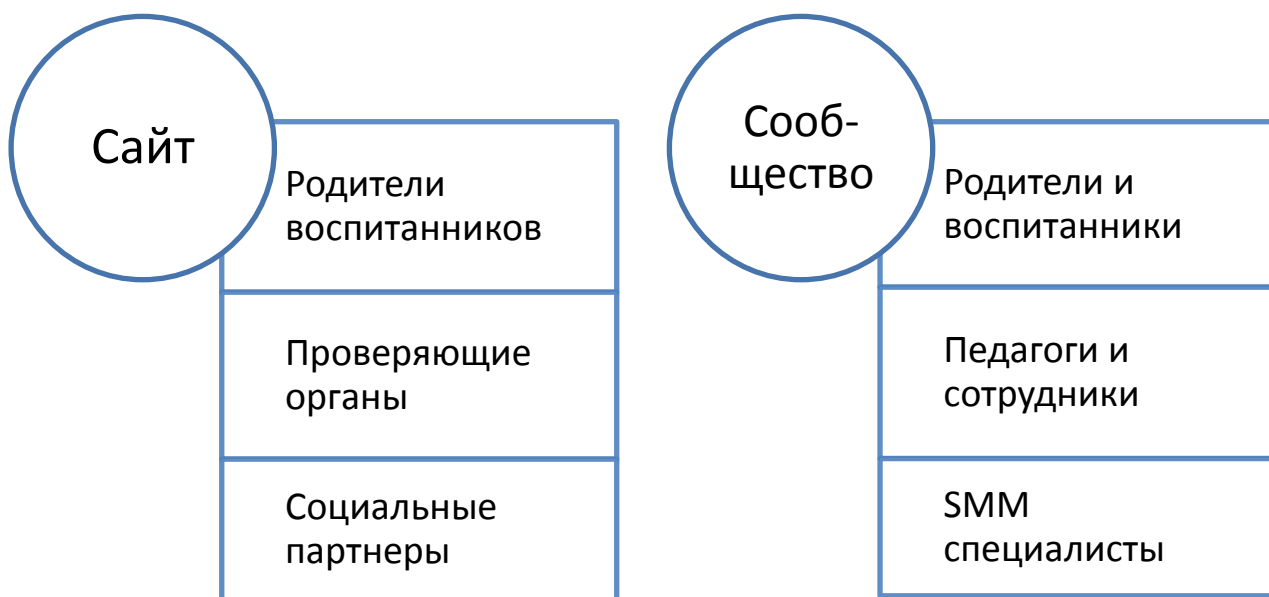 Сайт
Родители
воспитанников
Проверяющие
органы
Социальные
партнеры
Сооб-
щество
Родители и
воспитанники
Педагоги и
сотрудники
SMM
специалисты